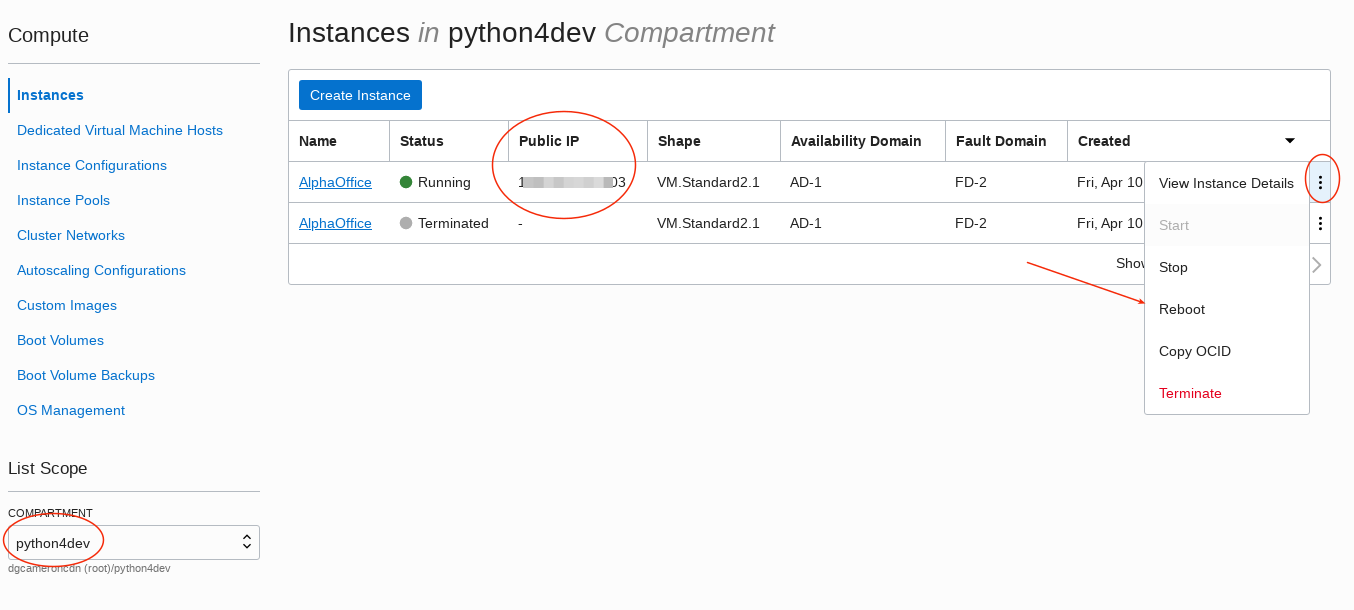 Compute
Instances
Dedicated Virtual Machine Hosts
Instance Configurations
Instance Pools
Cluster Networks
Autoscaling Configurations
Custom Images
Boot Volumes
Boot Volume Backups
OS Management
List Scope
COMPARTMENT
python4dev
dgcameroncdn (root)/python4dev
Instances in python4dev Compartment
Create Instance
Name Status Public IP Shape Availability Domain Fault Domain Created
AlphaOffice Running 03 VM.Standard2.1 AD-1 FD-2 Fri, Apr 10
AlphaOffice Terminated - VM.Standard2.1 AD-1 FD-2 Fri, Apr 10
View Instance Details
Start
Stop
Reboot
Copy OCID
Terminate